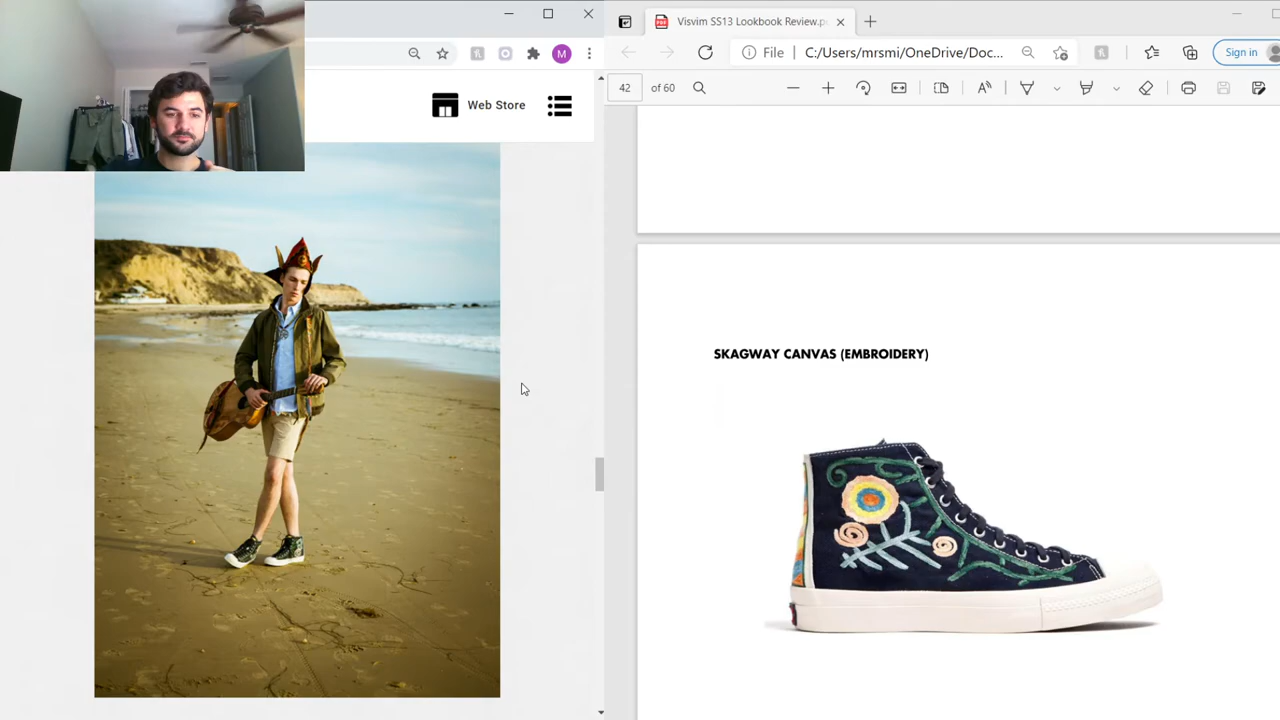 Visvim SS13 Lookbook Review.p
File
C:/Users/mrsmi/OneDrive/Doc...
Sign in
M
Web Store
42
of 60
SKAGWAY CANVAS (EMBROIDERY)